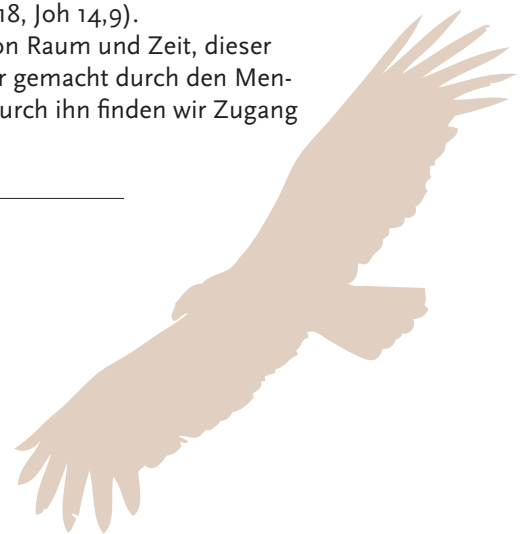 18, Joh 14,9).
on Raum und Zeit, dieser
r gemacht durch den Men-
urch ihn finden wir Zugang